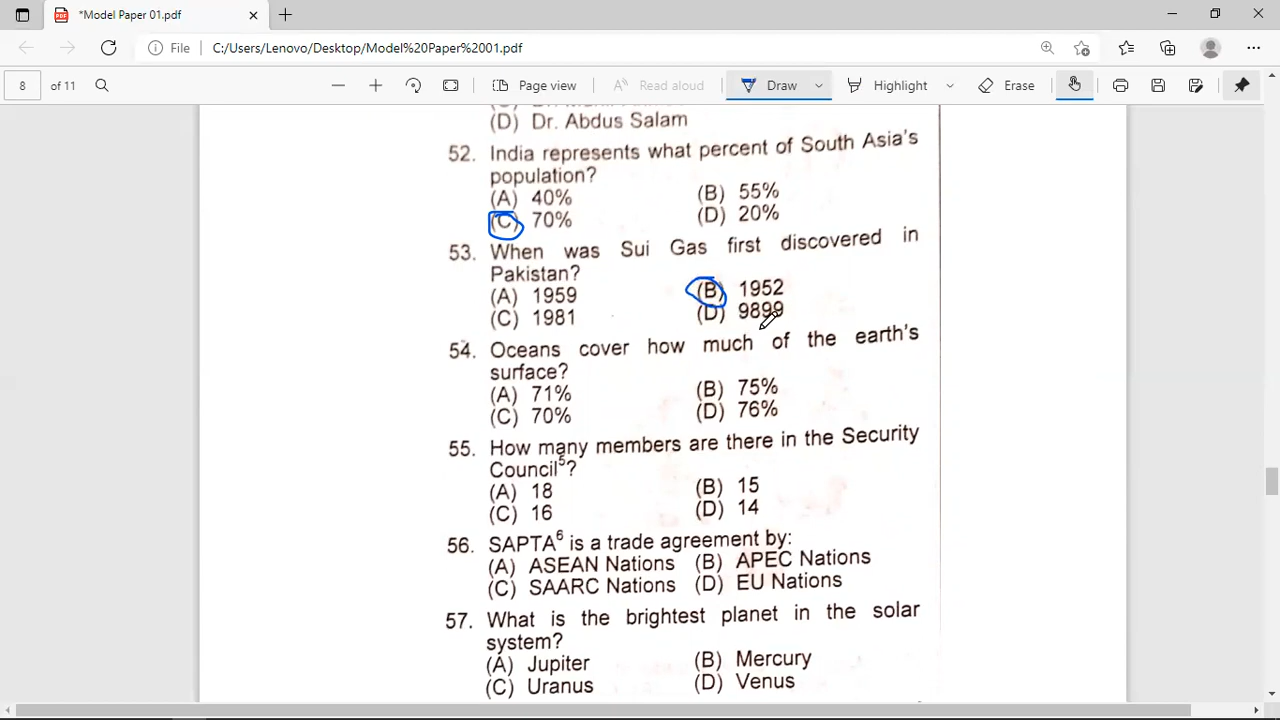 *Model Paper 01.pdf
File C:/Users/Lenovo/Desktop/Model%20Paper%2001.pdf
8 of 11 Page view Read aloud Draw Highlight Erase
(D) Dr. Abdus Salam
52. India represents what percent of South Asia's
population?
(A) 40% (B) 55%
(C) 70% (D) 20%
53. When was Sui Gas first discovered in
Pakistan?
(A) 1959 (B) 1952
(C) 1981 (D) 9899
54. Oceans cover how much of the earth's
surface?
(A) 71% (B) 75%
(C) 70% (D) 76%
55. How many members are there in the Security
Council5?
(A) 18 (B) 15
(C) 16 (D) 14
56. SAPTA6 is a trade agreement by:
(A) ASEAN Nations (B) APEC Nations
(C) SAARC Nations (D) EU Nations
57. What is the brightest planet in the solar
system?
(A) Jupiter (B) Mercury
(C) Uranus (D) Venus